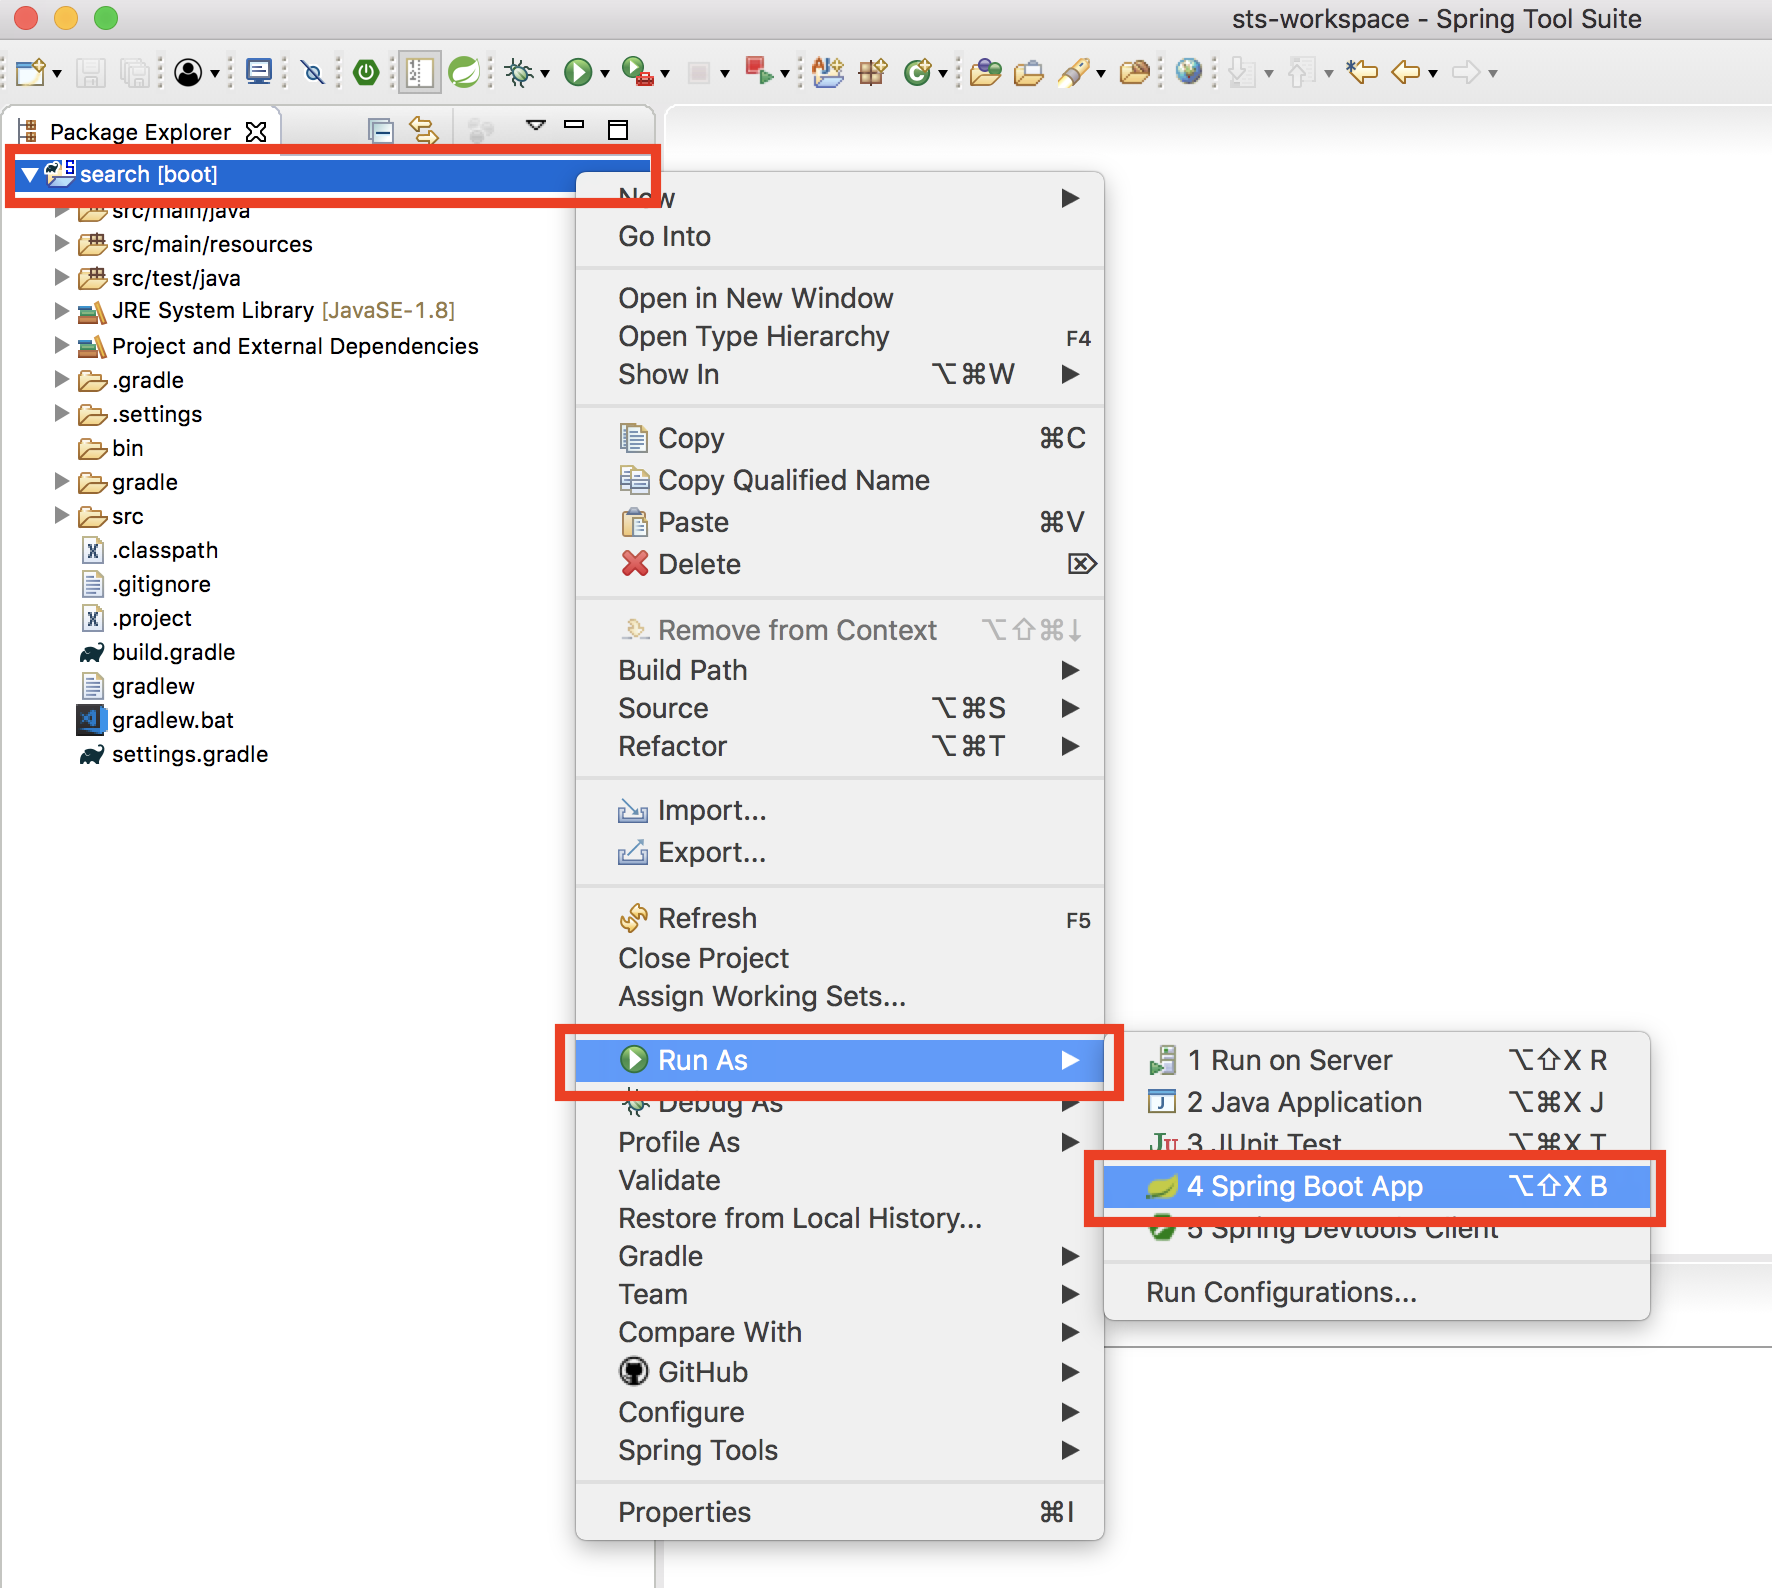 sts-workspace - Spring Tool Suite
Package Explorer
search [boot]
src/main/java
src/main/resources
src/test/java
JRE System Library [JavaSE-1.8]
Project and External Dependencies
.gradle
.settings
bin
gradle
src
.classpath
.gitignore
.project
build.gradle
gradlew
gradlew.bat
settings.gradle
New
Go Into
Open in New Window
Open Type Hierarchy F4
Show In ⌥⌘W
Copy ⌘C
Copy Qualified Name
Paste ⌘V
Delete ⌦
Remove from Context ⌥⇧⌘↓
Build Path
Source ⌥⌘S
Refactor ⌥⌘T
Import...
Export...
Refresh F5
Close Project
Assign Working Sets...
Run As
Debug As
Profile As
Validate
Restore from Local History...
Gradle
Team
Compare With
GitHub
Configure
Spring Tools
Properties ⌘I
1 Run on Server ⌥⇧X R
2 Java Application ⌥⌘X J
3 JUnit Test ⌥⌘X T
4 Spring Boot App ⌥⇧X B
5 Spring Devtools Client
Run Configurations...